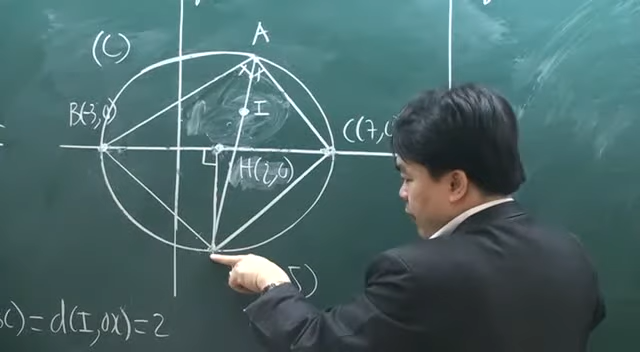 (C)
A
B(-3,0)
I
C(7,0
H(2,0)
5)
C) = d(I,OX) = 2